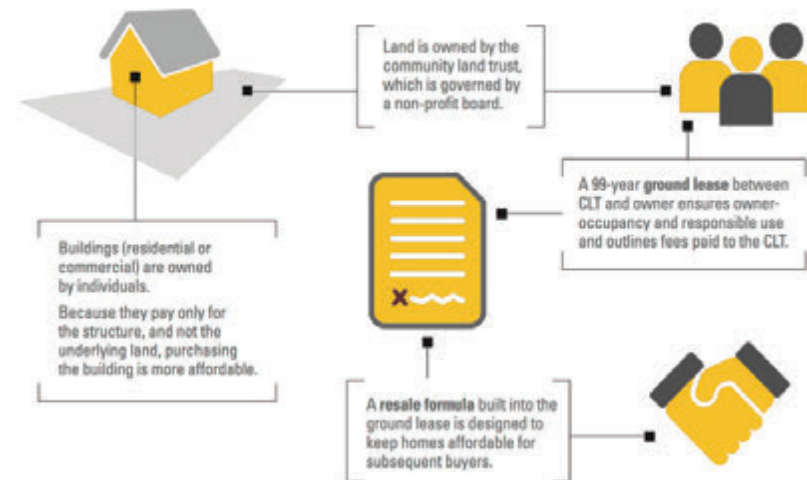 Land is owned by the
community land trust,
which is governed by
a non-profit board.
A 99-year ground lease between
CLT and owner ensures owner-
occupancy and responsible use
and outlines fees paid to the CLT.
Buildings (residential or
commercial) are owned
by individuals.
Because they pay only for
the structure, and not the
underlying land, purchasing
the building is more affordable.
A resale formula built into the
ground lease is designed to
keep homes affordable for
subsequent buyers.